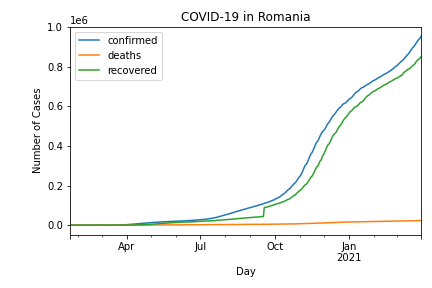 COVID-19 in Romania
1e6
confirmed
deaths
recovered
Number of Cases
1.0
0.8
0.6
0.4
0.2
0.0
Apr
Jul
Oct
Jan
2021
Day